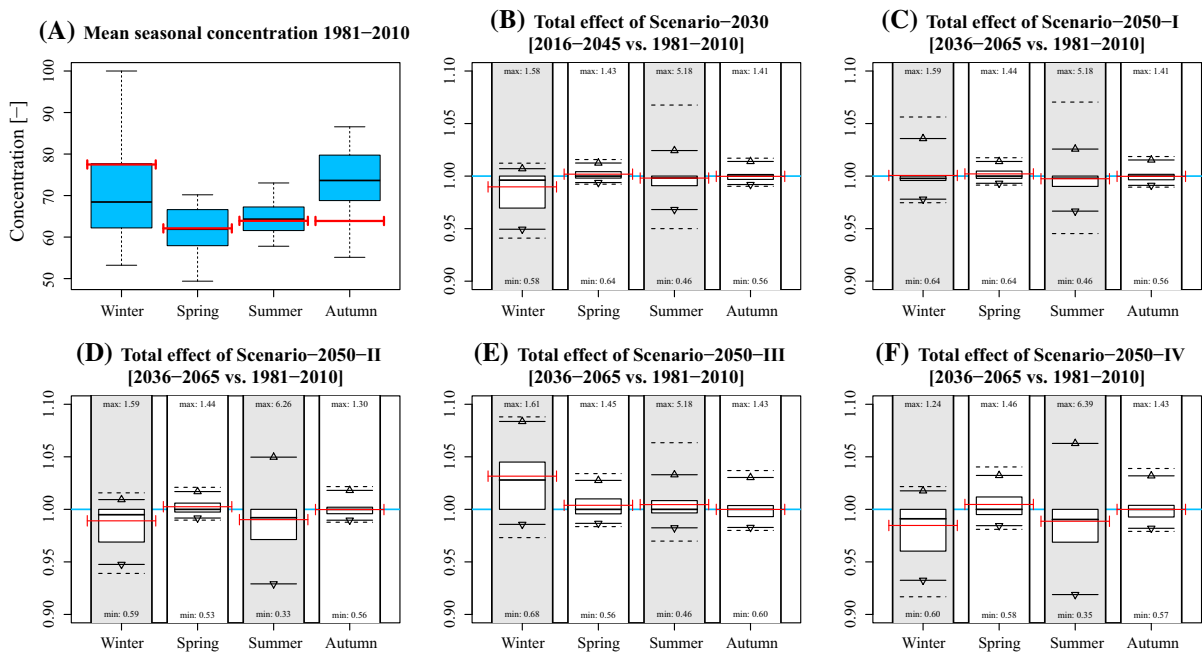 (A) Mean seasonal concentration 1981−2010
Concentration [−]
100
90
80
70
60
50
Winter Spring Summer Autumn
(B) Total effect of Scenario−2030
[2016−2045 vs. 1981−2010]
1.10
1.05
1.00
0.95
0.90
max: 1.58 max: 1.43 max: 5.18 max: 1.41
min: 0.58 min: 0.64 min: 0.46 min: 0.56
Winter Spring Summer Autumn
(C) Total effect of Scenario−2050−I
[2036−2065 vs. 1981−2010]
1.10
1.05
1.00
0.95
0.90
max: 1.59 max: 1.44 max: 5.18 max: 1.41
min: 0.64 min: 0.64 min: 0.46 min: 0.56
Winter Spring Summer Autumn
(D) Total effect of Scenario−2050−II
[2036−2065 vs. 1981−2010]
1.10
1.05
1.00
0.95
0.90
max: 1.59 max: 1.44 max: 6.26 max: 1.30
min: 0.59 min: 0.53 min: 0.33 min: 0.56
Winter Spring Summer Autumn
(E) Total effect of Scenario−2050−III
[2036−2065 vs. 1981−2010]
1.10
1.05
1.00
0.95
0.90
max: 1.61 max: 1.45 max: 5.18 max: 1.43
min: 0.68 min: 0.56 min: 0.46 min: 0.60
Winter Spring Summer Autumn
(F) Total effect of Scenario−2050−IV
[2036−2065 vs. 1981−2010]
1.10
1.05
1.00
0.95
0.90
max: 1.24 max: 1.46 max: 6.39 max: 1.43
min: 0.60 min: 0.58 min: 0.35 min: 0.57
Winter Spring Summer Autumn